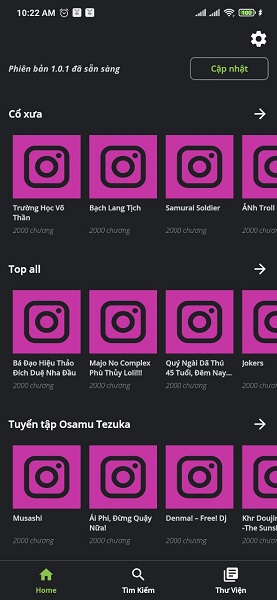 10:22 AM
100
Phiên bản 1.0.1 đã sẵn sàng
Cập nhật
Cổ xưa
Trường Học Võ
Thần
2000 chương
Bạch Lang Tịch
2000 chương
Samurai Soldier
2000 chương
Ảnh Troll
2000 chương
Top all
Bá Đạo Hiệu Thảo
Đích Duệ Nha Đầu
2000 chương
Majo No Complex
Phù Thủy Loli!!!
2000 chương
Quý Ngài Dã Thú
45 Tuổi, Đêm Nay...
2000 chương
Jokers
2000 chương
Tuyển tập Osamu Tezuka
Musashi
2000 chương
Ái Phi, Đừng Quậy
Nữa!
2000 chương
Denma! – Free! Dj
2000 chương
Khr Doujin
-The Sunsh
2000 chương
Home
Tìm Kiếm
Thư Viện